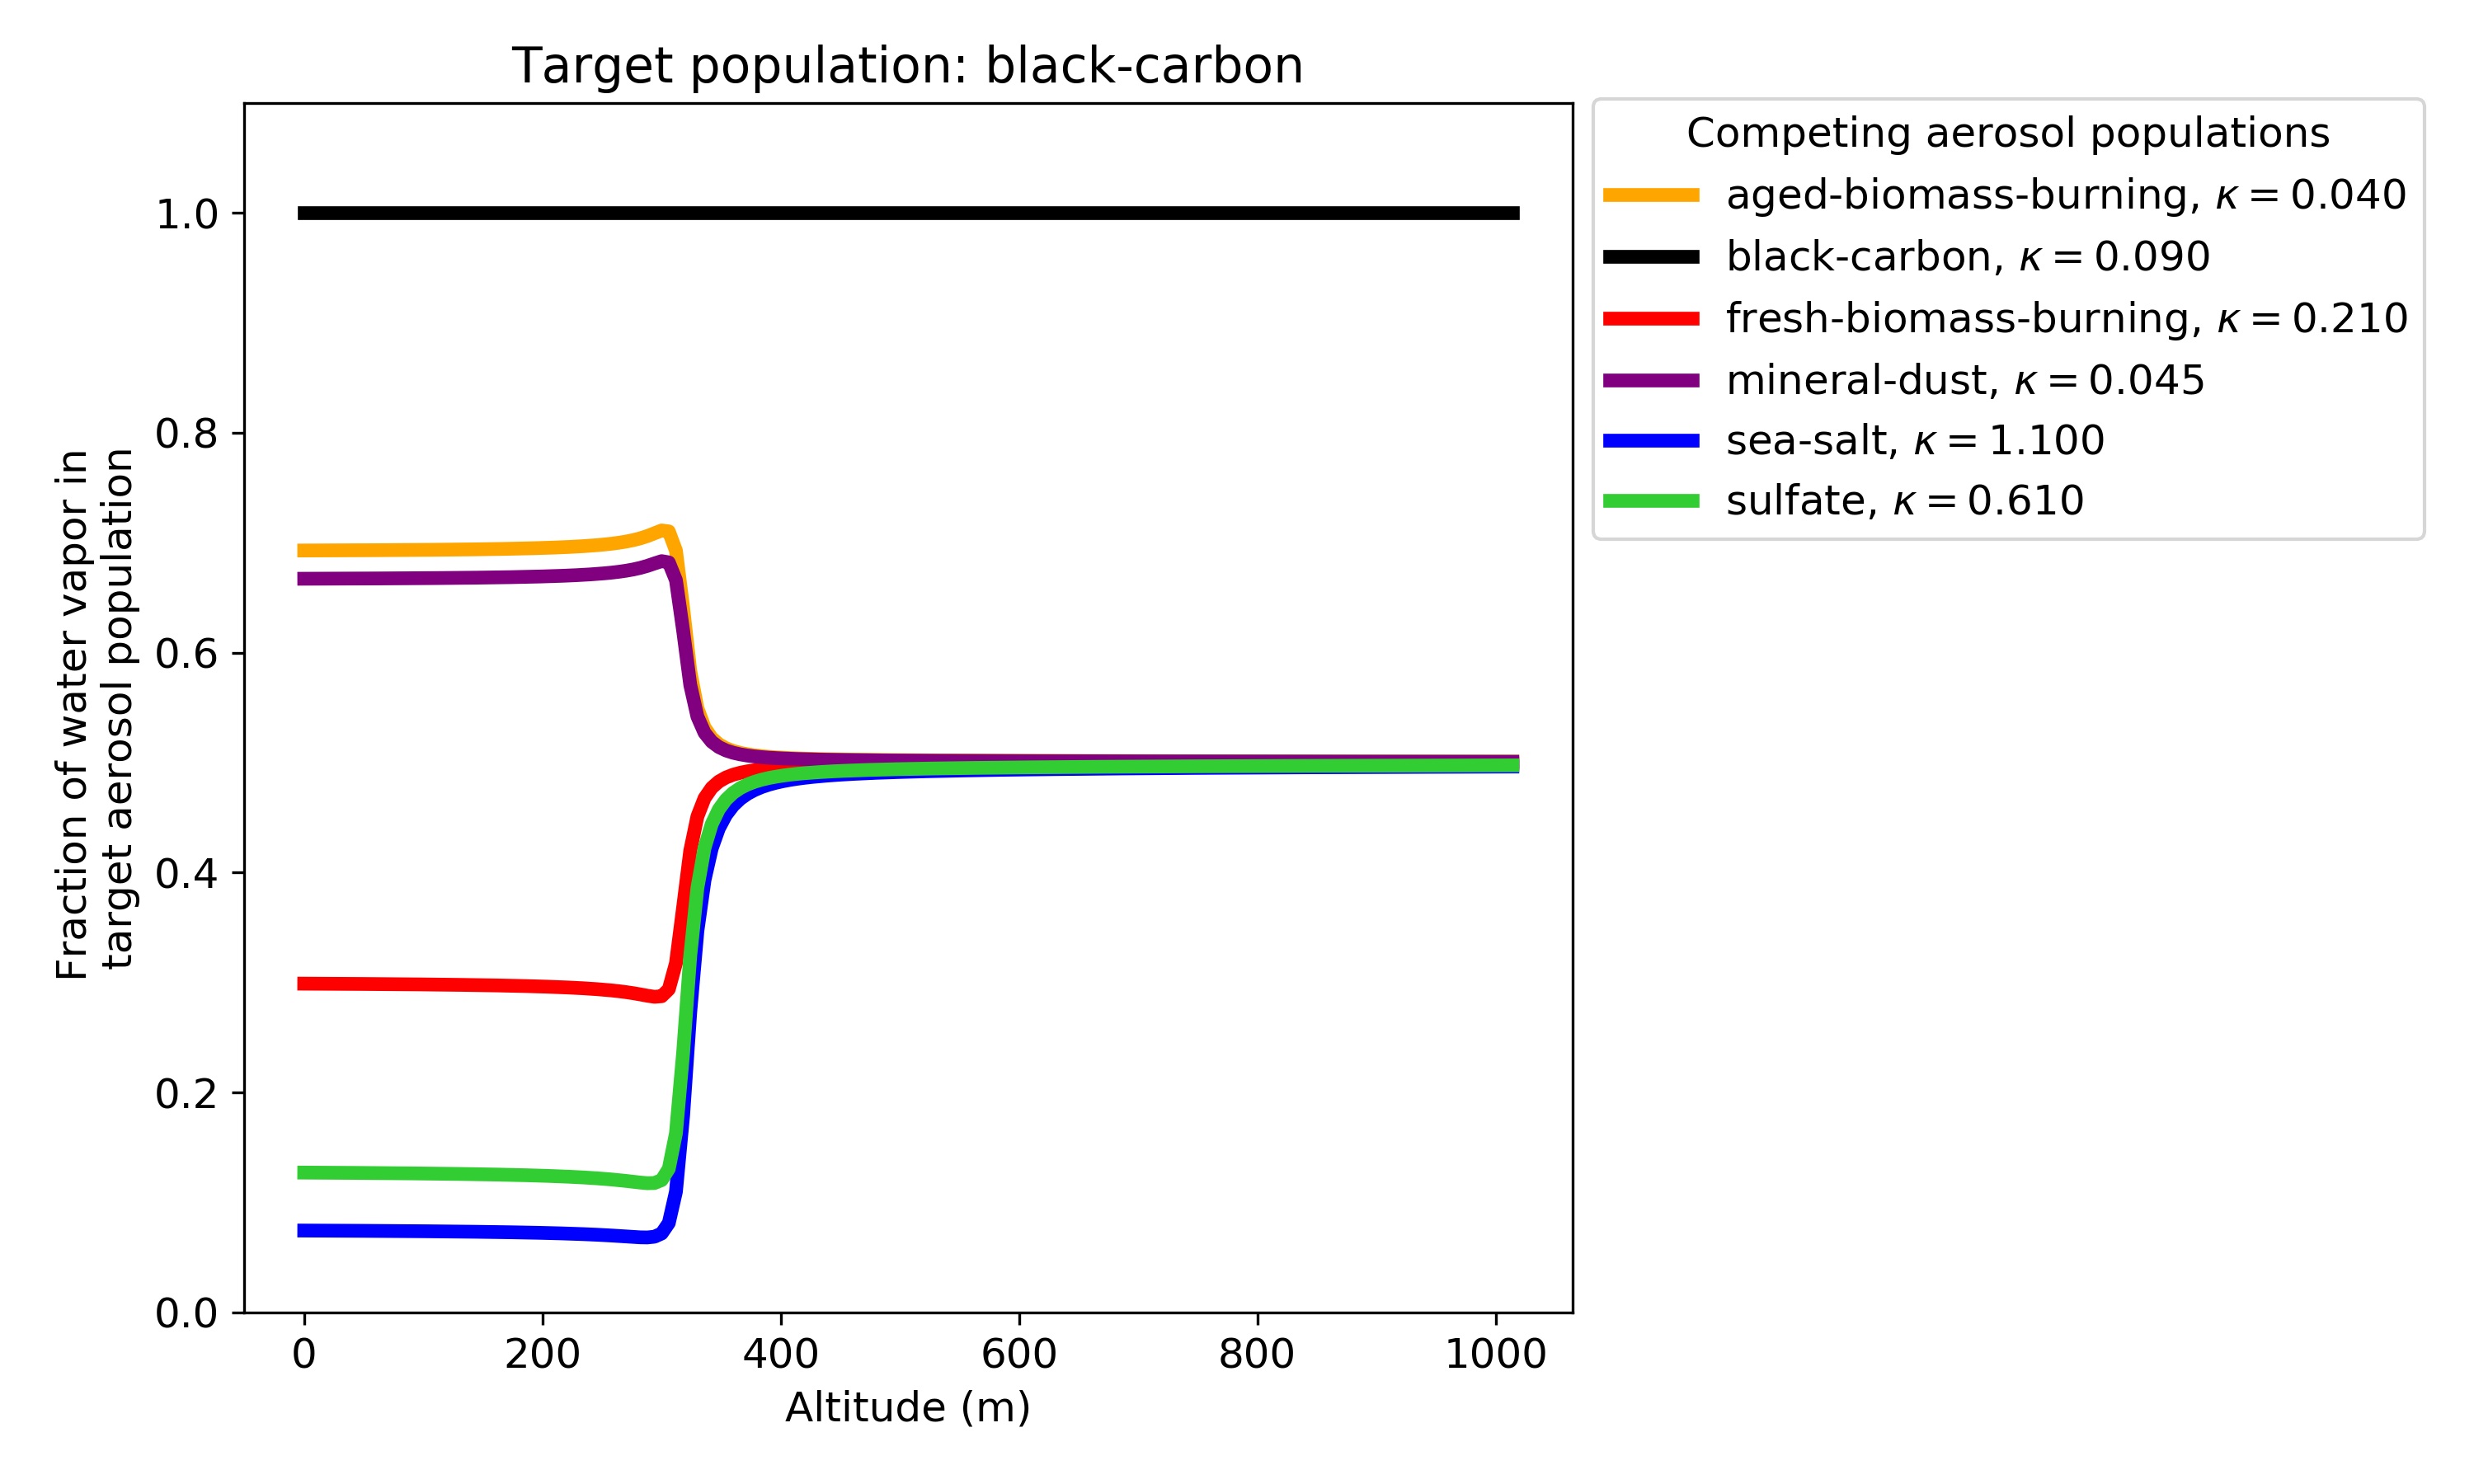 Target population: black-carbon
Fraction of water vapor in
target aerosol population
1.0
0.8
0.6
0.4
0.2
0.0
0 200 400 600 800 1000
Altitude (m)
Competing aerosol populations
aged-biomass-burning, κ = 0.040
black-carbon, κ = 0.090
fresh-biomass-burning, κ = 0.210
mineral-dust, κ = 0.045
sea-salt, κ = 1.100
sulfate, κ = 0.610